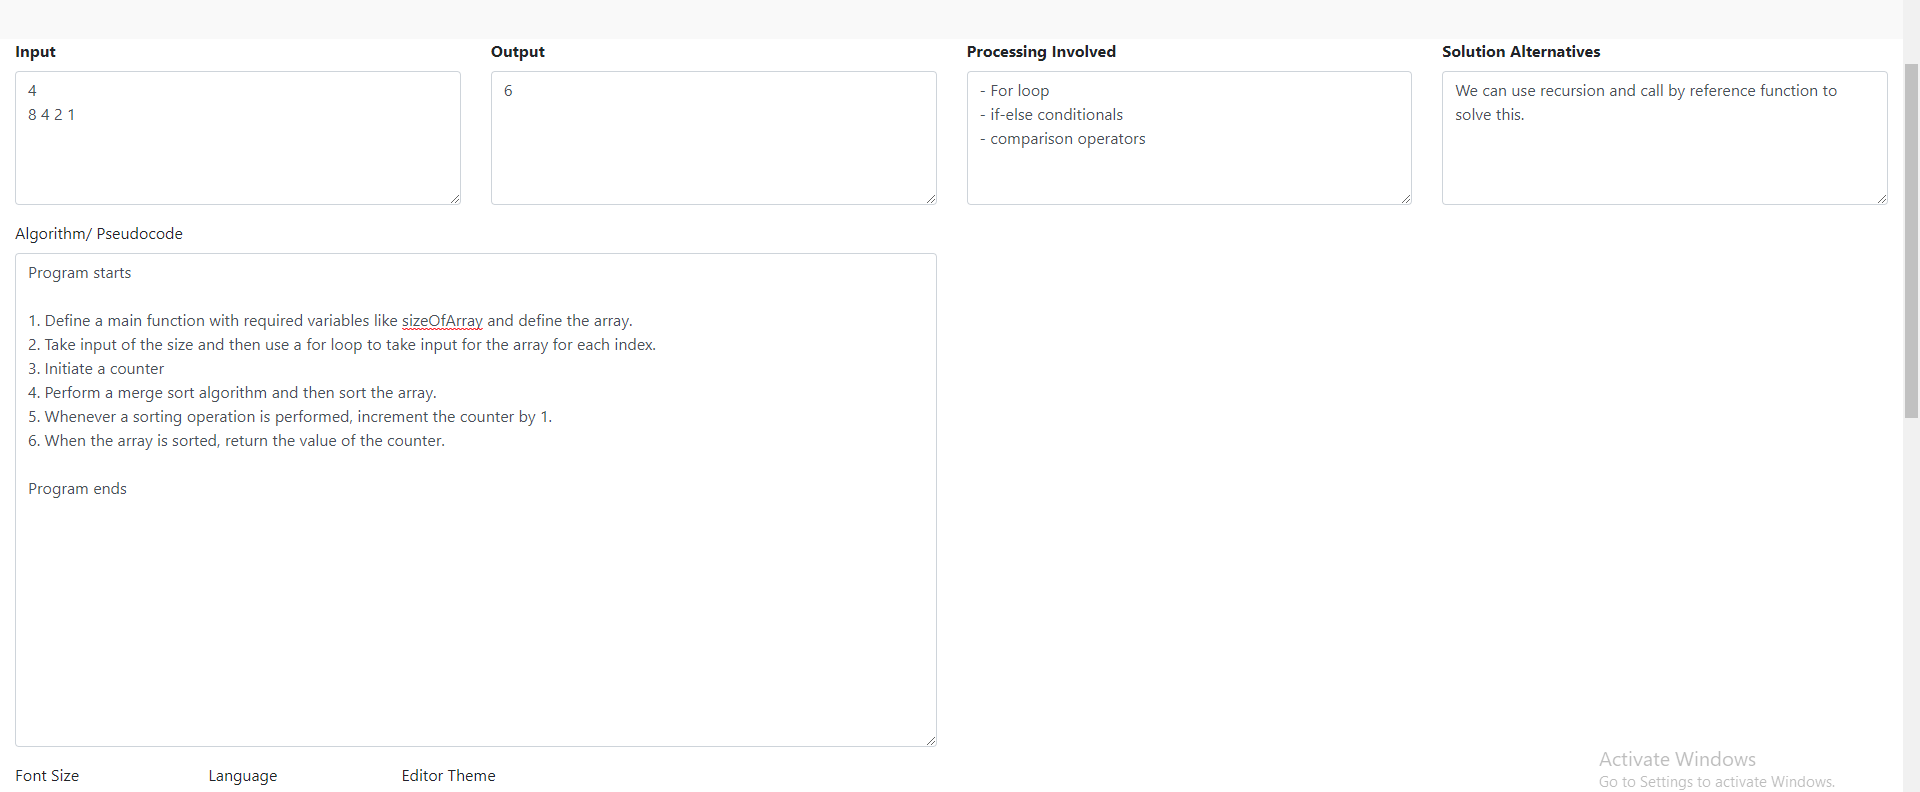 Input
4
8 4 2 1
Output
6
Processing Involved
- For loop
- if-else conditionals
- comparison operators
Solution Alternatives
We can use recursion and call by reference function to
solve this.
Algorithm/ Pseudocode
Program starts
1. Define a main function with required variables like sizeOfArray and define the array.
2. Take input of the size and then use a for loop to take input for the array for each index.
3. Initiate a counter
4. Perform a merge sort algorithm and then sort the array.
5. Whenever a sorting operation is performed, increment the counter by 1.
6. When the array is sorted, return the value of the counter.
Program ends
Font Size
Language
Editor Theme
Activate Windows
Go to Settings to activate Windows.